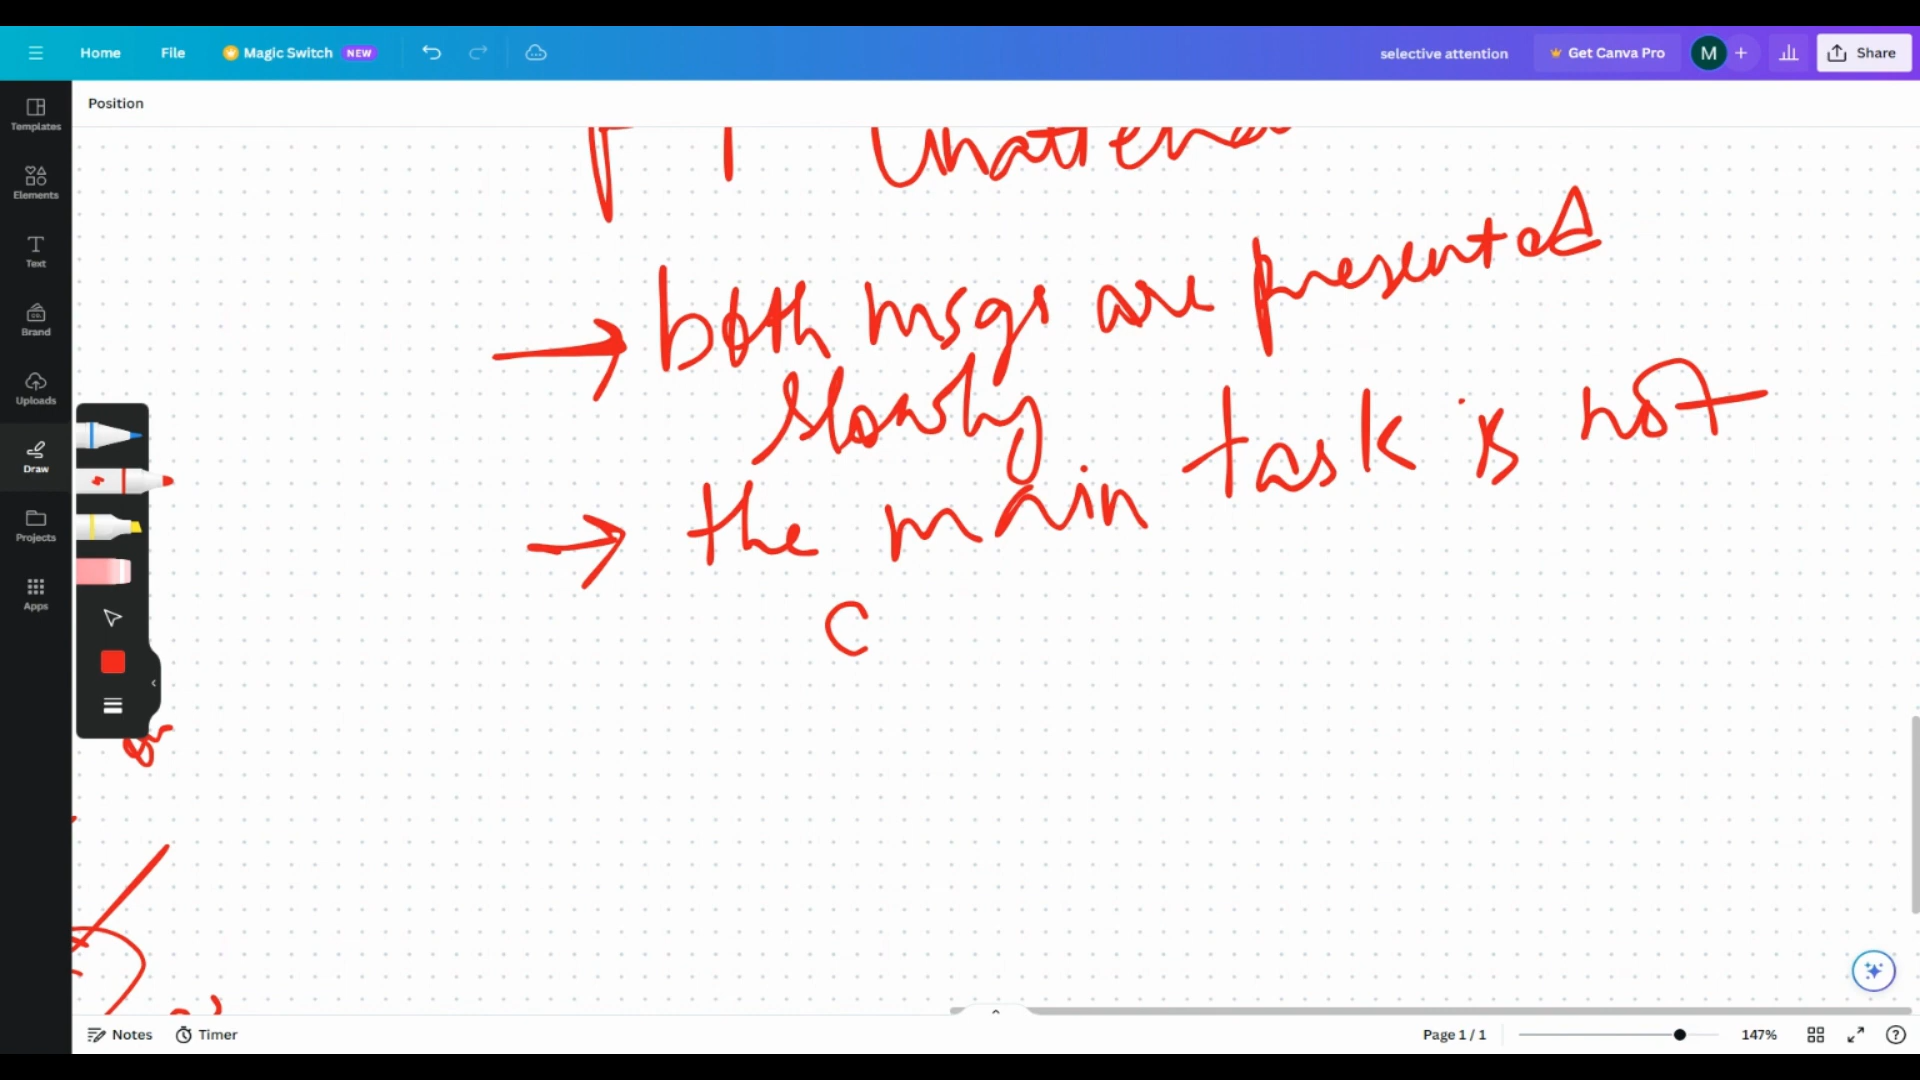 Home File Magic Switch NEW selective attention Get Canva Pro M + Share
Templates
Elements
Text
Brand
Uploads
Draw
Projects
Apps
Position
Unattend
→ both msgs are presented
slowly
→ the main task is not
c
Notes Timer Page 1 / 1 147%